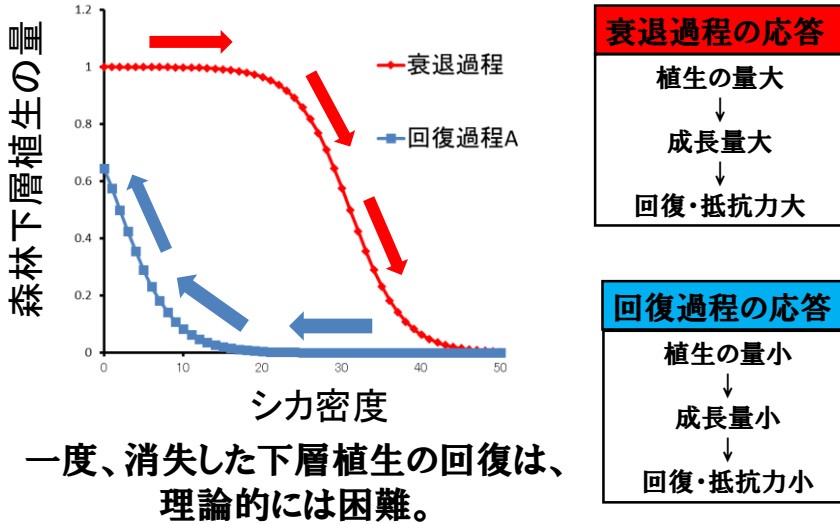 森林下層植生の量
1.2
1
0.8
0.6
0.4
0.2
0
0
10
20
30
40
50
シカ密度
衰退過程
回復過程A
一度、消失した下層植生の回復は、
理論的には困難。
衰退過程の応答
植生の量大
↓
成長量大
↓
回復・抵抗力大
回復過程の応答
植生の量小
↓
成長量小
↓
回復・抵抗力小